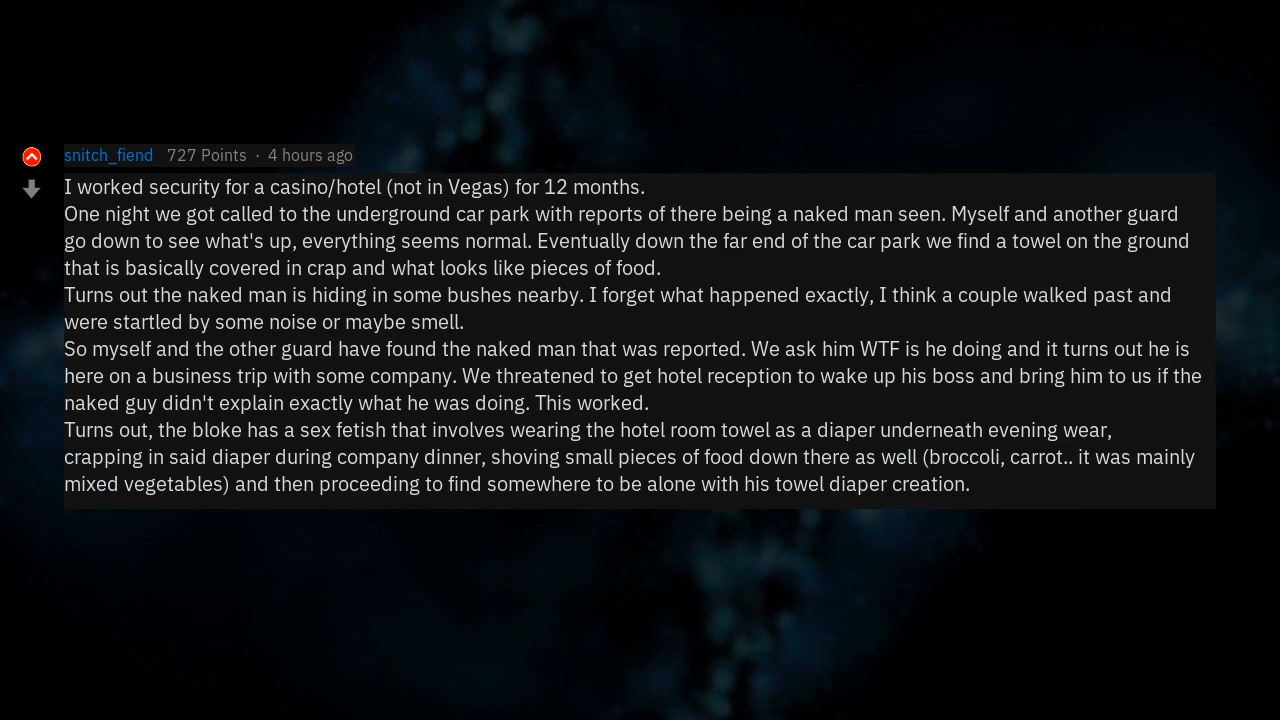 snitch_fiend 727 Points · 4 hours ago
I worked security for a casino/hotel (not in Vegas) for 12 months.
One night we got called to the underground car park with reports of there being a naked man seen. Myself and another guard
go down to see what's up, everything seems normal. Eventually down the far end of the car park we find a towel on the ground
that is basically covered in crap and what looks like pieces of food.
Turns out the naked man is hiding in some bushes nearby. I forget what happened exactly, I think a couple walked past and
were startled by some noise or maybe smell.
So myself and the other guard have found the naked man that was reported. We ask him WTF is he doing and it turns out he is
here on a business trip with some company. We threatened to get hotel reception to wake up his boss and bring him to us if the
naked guy didn't explain exactly what he was doing. This worked.
Turns out, the bloke has a sex fetish that involves wearing the hotel room towel as a diaper underneath evening wear,
crapping in said diaper during company dinner, shoving small pieces of food down there as well (broccoli, carrot.. it was mainly
mixed vegetables) and then proceeding to find somewhere to be alone with his towel diaper creation.